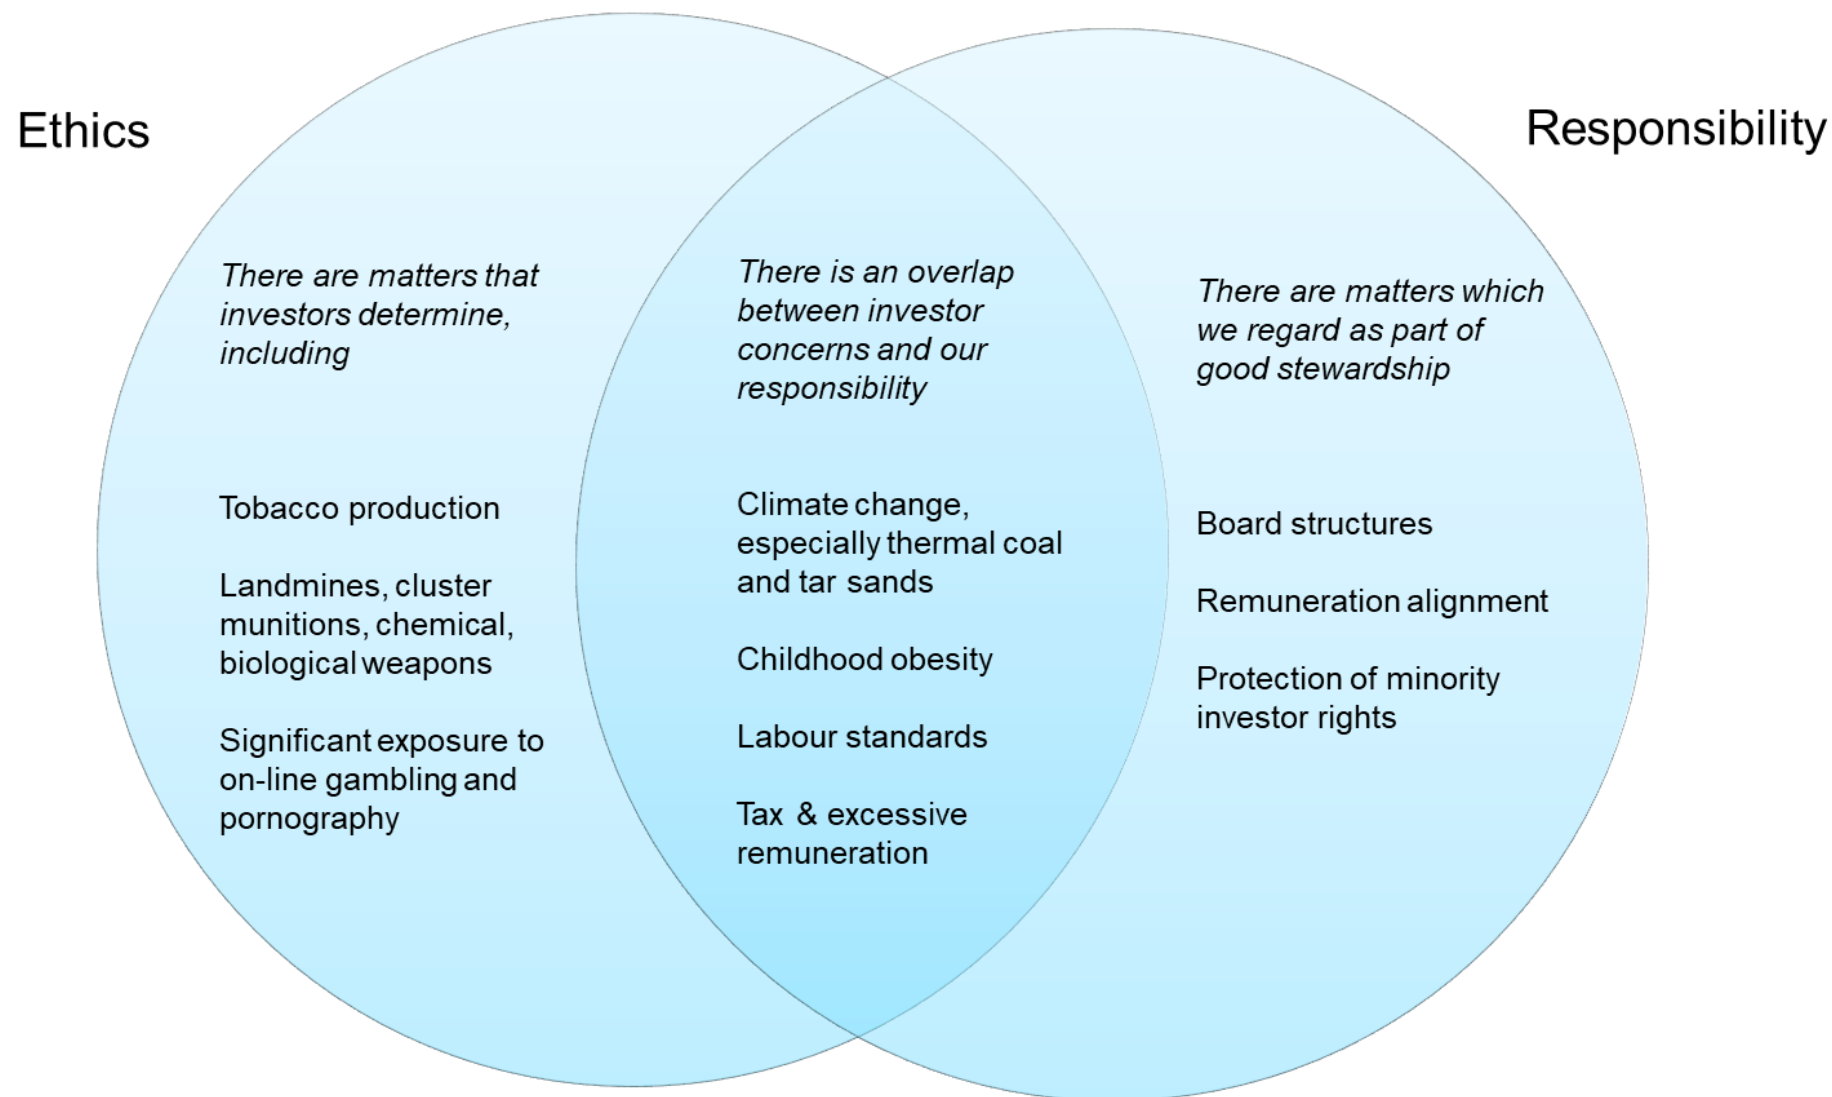 Ethics
Responsibility
There are matters that
investors determine,
including
Tobacco production
Landmines, cluster
munitions, chemical,
biological weapons
Significant exposure to
on-line gambling and
pornography
There is an overlap
between investor
concerns and our
responsibility
Climate change,
especially thermal coal
and tar sands
Childhood obesity
Labour standards
Tax & excessive
remuneration
There are matters which
we regard as part of
good stewardship
Board structures
Remuneration alignment
Protection of minority
investor rights